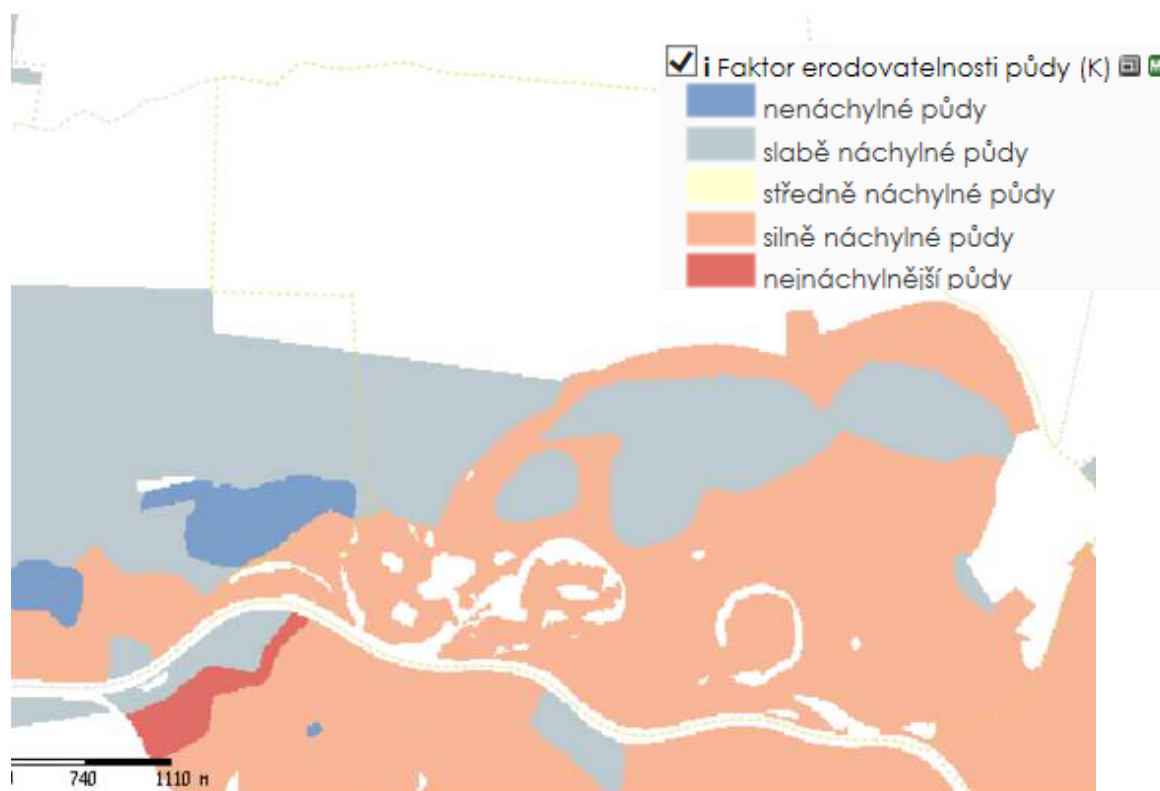 i Faktor erodovatelnosti půdy (K)
nenáchylné půdy
slabě náchylné půdy
středně náchylné půdy
silně náchylné půdy
nejnáchylnější půdy
740 1110 m